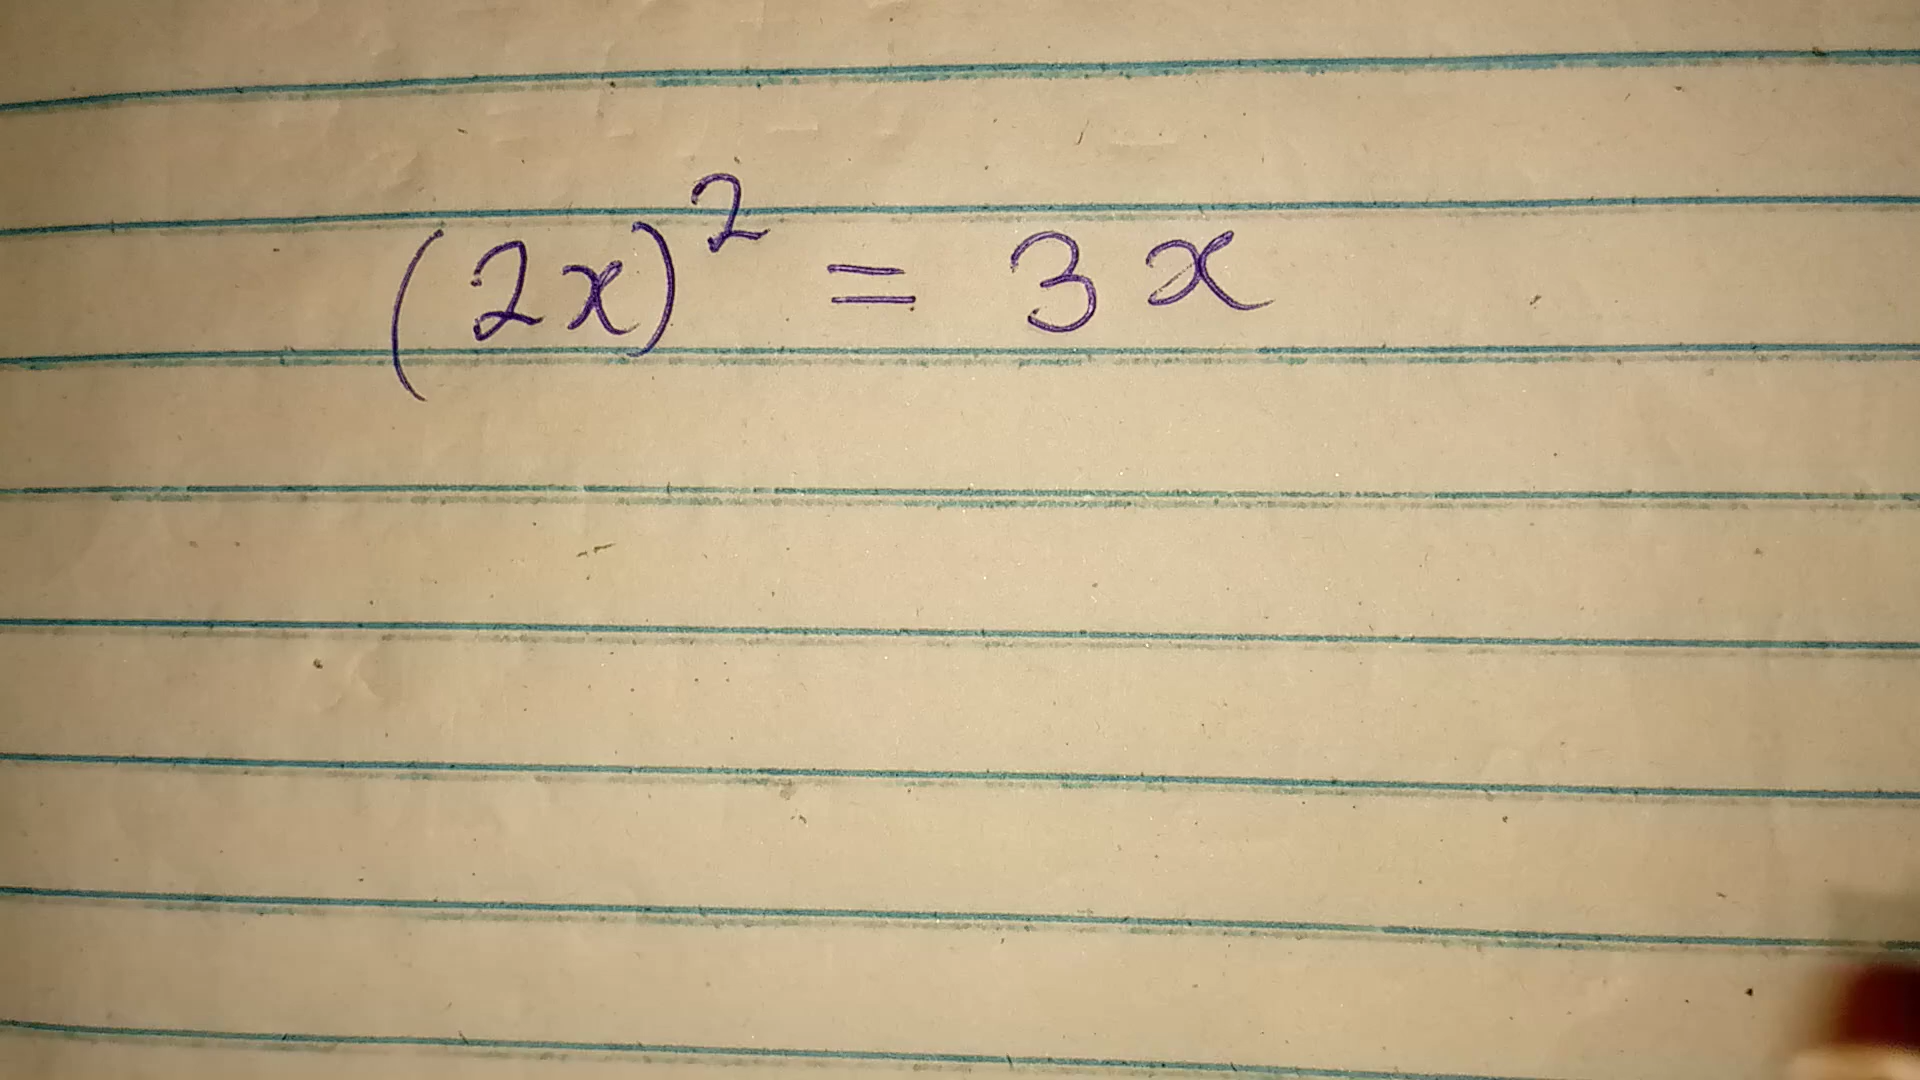 (2x)² = 3x